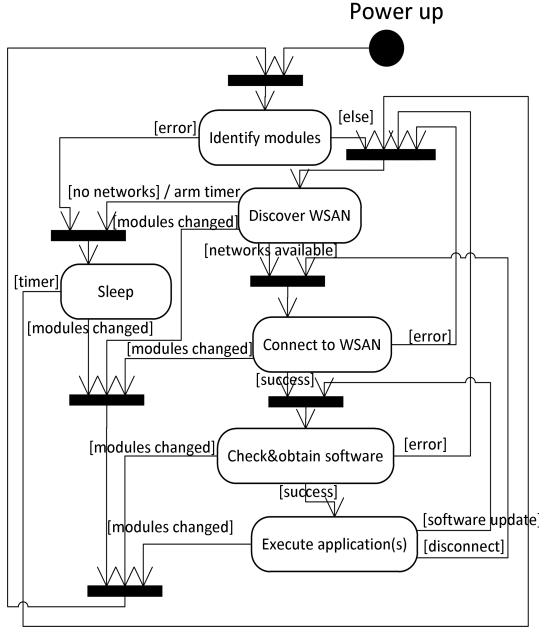 Power up
[else]
[error]
Identify modules
[no networks] / arm timer
[modules changed]
Discover WSAN
[networks available]
[timer]
Sleep
[modules changed]
[modules changed]
Connect to WSAN
[error]
[success]
[modules changed]
Check&obtain software
[error]
[success]
[modules changed]
[software update]
Execute application(s)
[disconnect]